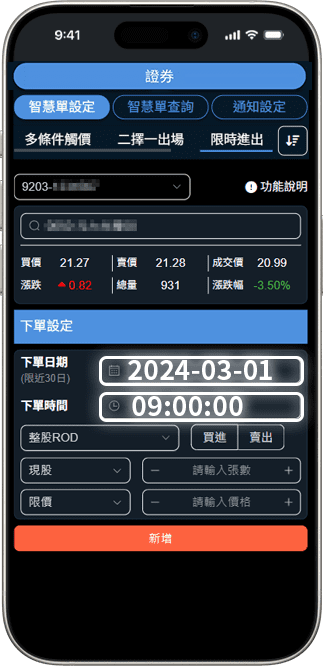 9:41
證券
智慧單設定 智慧單查詢 通知設定
多條件觸價 二擇一出場 限時進出
9203- 功能說明
買價 21.27 賣價 21.28 成交價 20.99
漲跌 ▲0.82 總量 931 漲跌幅 -3.50%
下單設定
下單日期 2024-03-01
(限近30日)
下單時間 09:00:00
整股ROD 買進 賣出
現股 − 請輸入張數 +
限價 − 請輸入價格 +
新增